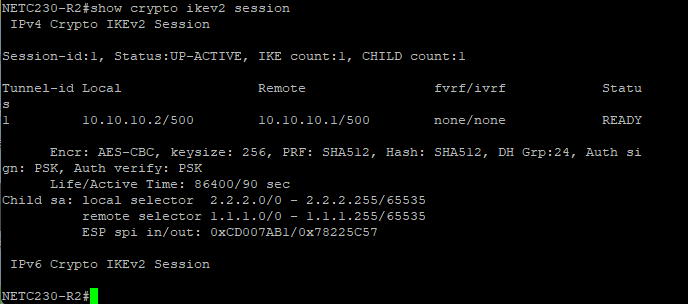 NETC230-R2#show crypto ikev2 session
IPv4 Crypto IKEv2 Session
Session-id:1, Status:UP-ACTIVE, IKE count:1, CHILD count:1
Tunnel-id Local Remote fvrf/ivrf Statu
s
1 10.10.10.2/500 10.10.10.1/500 none/none READY
Encr: AES-CBC, keysize: 256, PRF: SHA512, Hash: SHA512, DH Grp:24, Auth si
gn: PSK, Auth verify: PSK
Life/Active Time: 86400/90 sec
Child sa: local selector 2.2.2.0/0 - 2.2.2.255/65535
remote selector 1.1.1.0/0 - 1.1.1.255/65535
ESP spi in/out: 0xCD007AB1/0x78225C57
IPv6 Crypto IKEv2 Session
NETC230-R2#